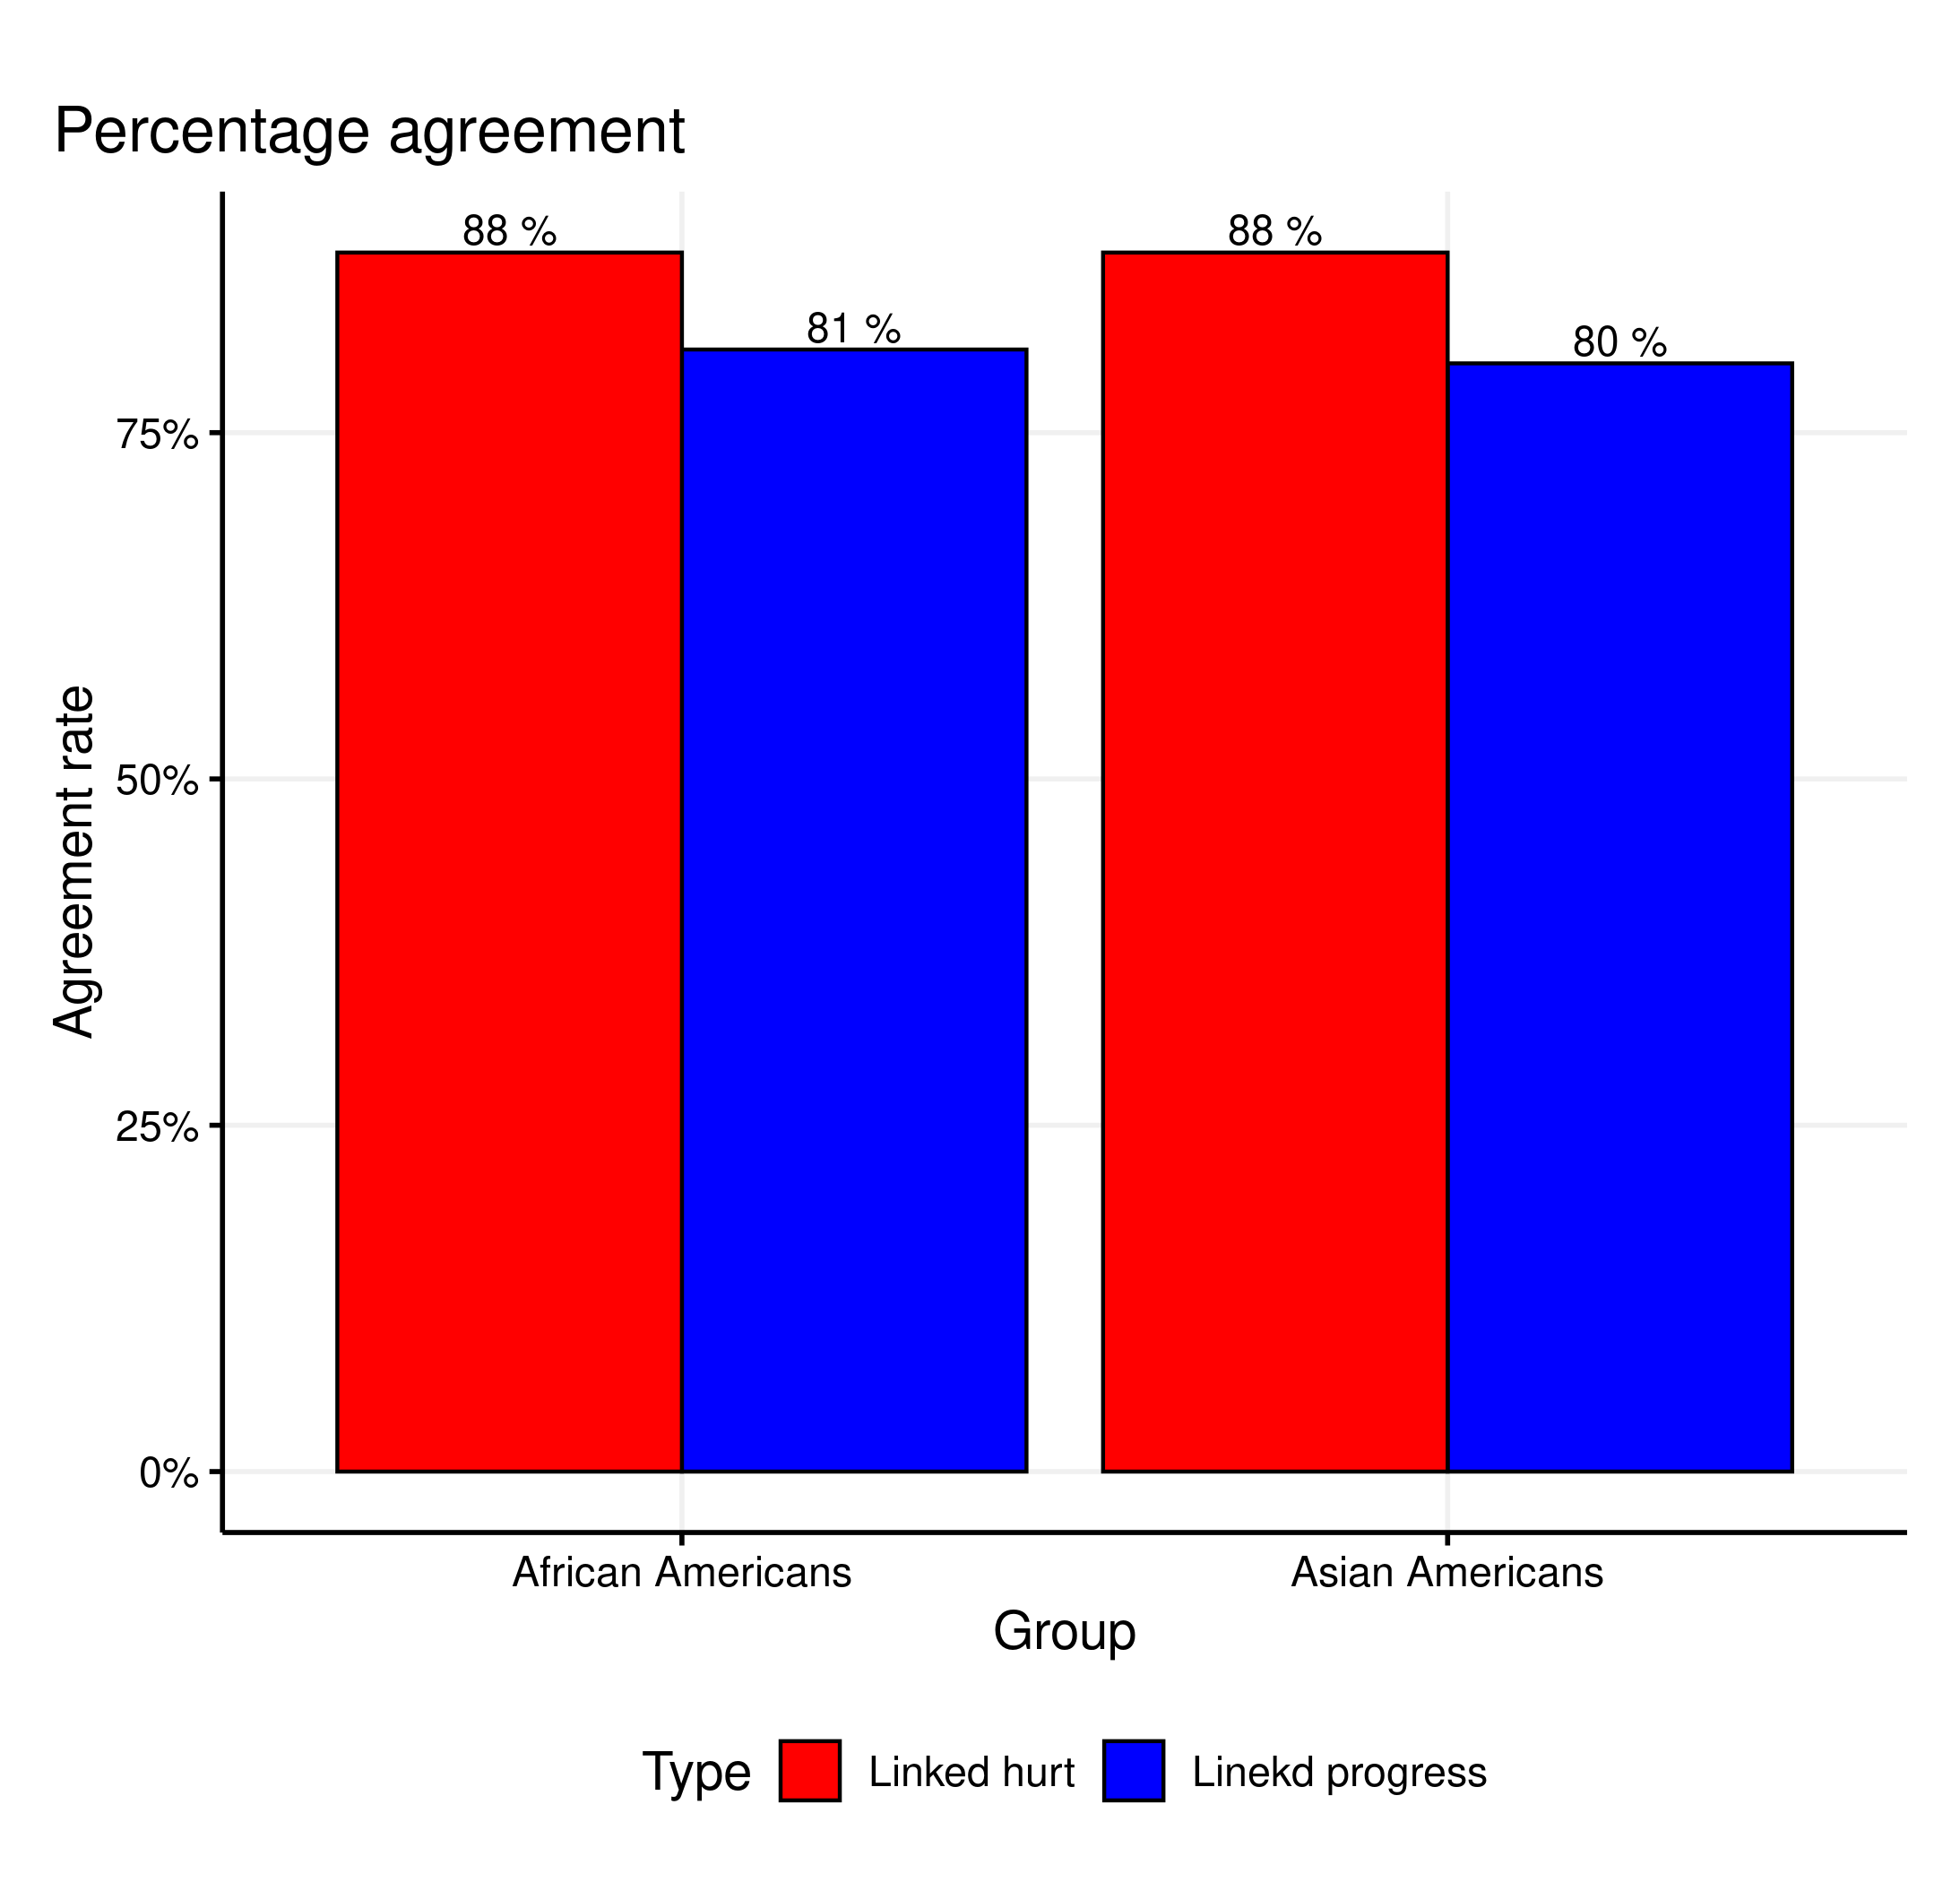 Percentage agreement
88 %
88 %
81 %
80 %
75%
50%
25%
0%
Agreement rate
African Americans
Asian Americans
Group
Type
Linked hurt
Linekd progress